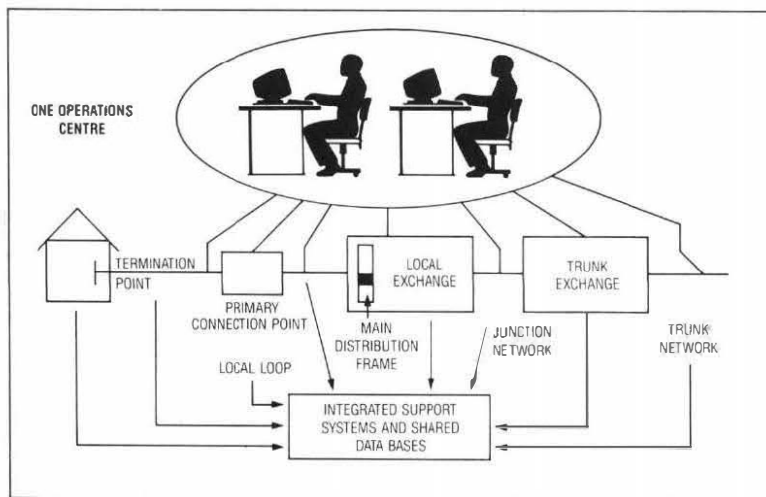 ONE OPERATIONS
CENTRE
TERMINATION
POINT
PRIMARY
CONNECTION POINT
LOCAL
EXCHANGE
MAIN
DISTRIBUTION
FRAME
TRUNK
EXCHANGE
JUNCTION
NETWORK
TRUNK
NETWORK
LOCAL LOOP
INTEGRATED SUPPORT
SYSTEMS AND SHARED
DATA BASES